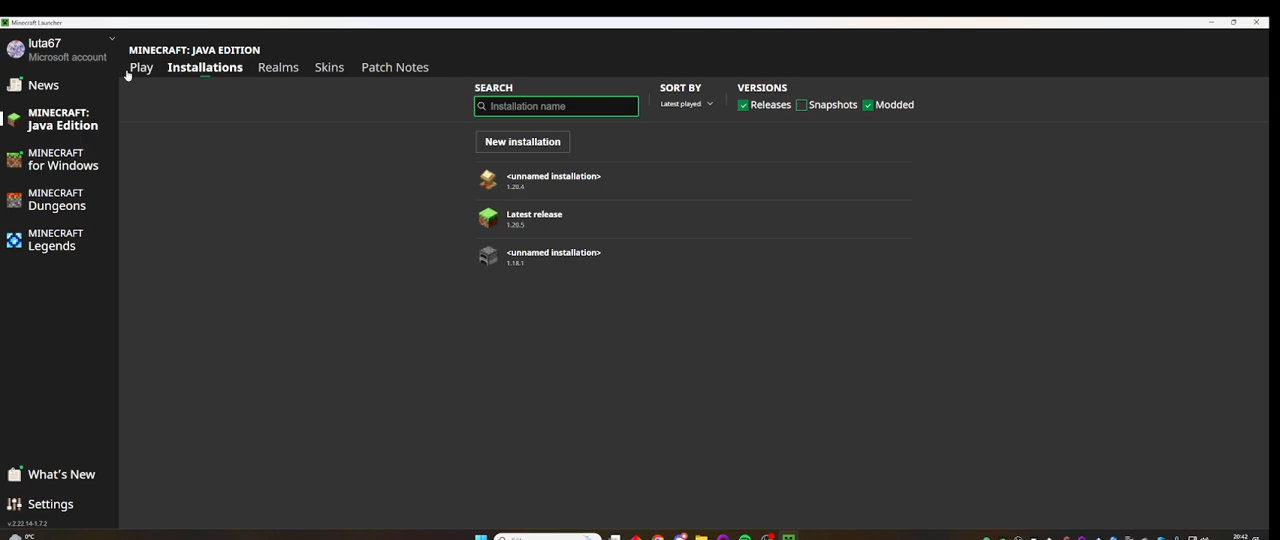 Minecraft Launcher
luta67
Microsoft account
News
MINECRAFT:
Java Edition
MINECRAFT
for Windows
MINECRAFT
Dungeons
MINECRAFT
Legends
What's New
Settings
v.2.22.14-1.7.2
MINECRAFT: JAVA EDITION
Play Installations Realms Skins Patch Notes
SEARCH SORT BY VERSIONS
Installation name Latest played Releases Snapshots Modded
New installation
<unnamed installation>
1.20.4
Latest release
1.20.5
<unnamed installation>
1.18.1
0°C
20:42